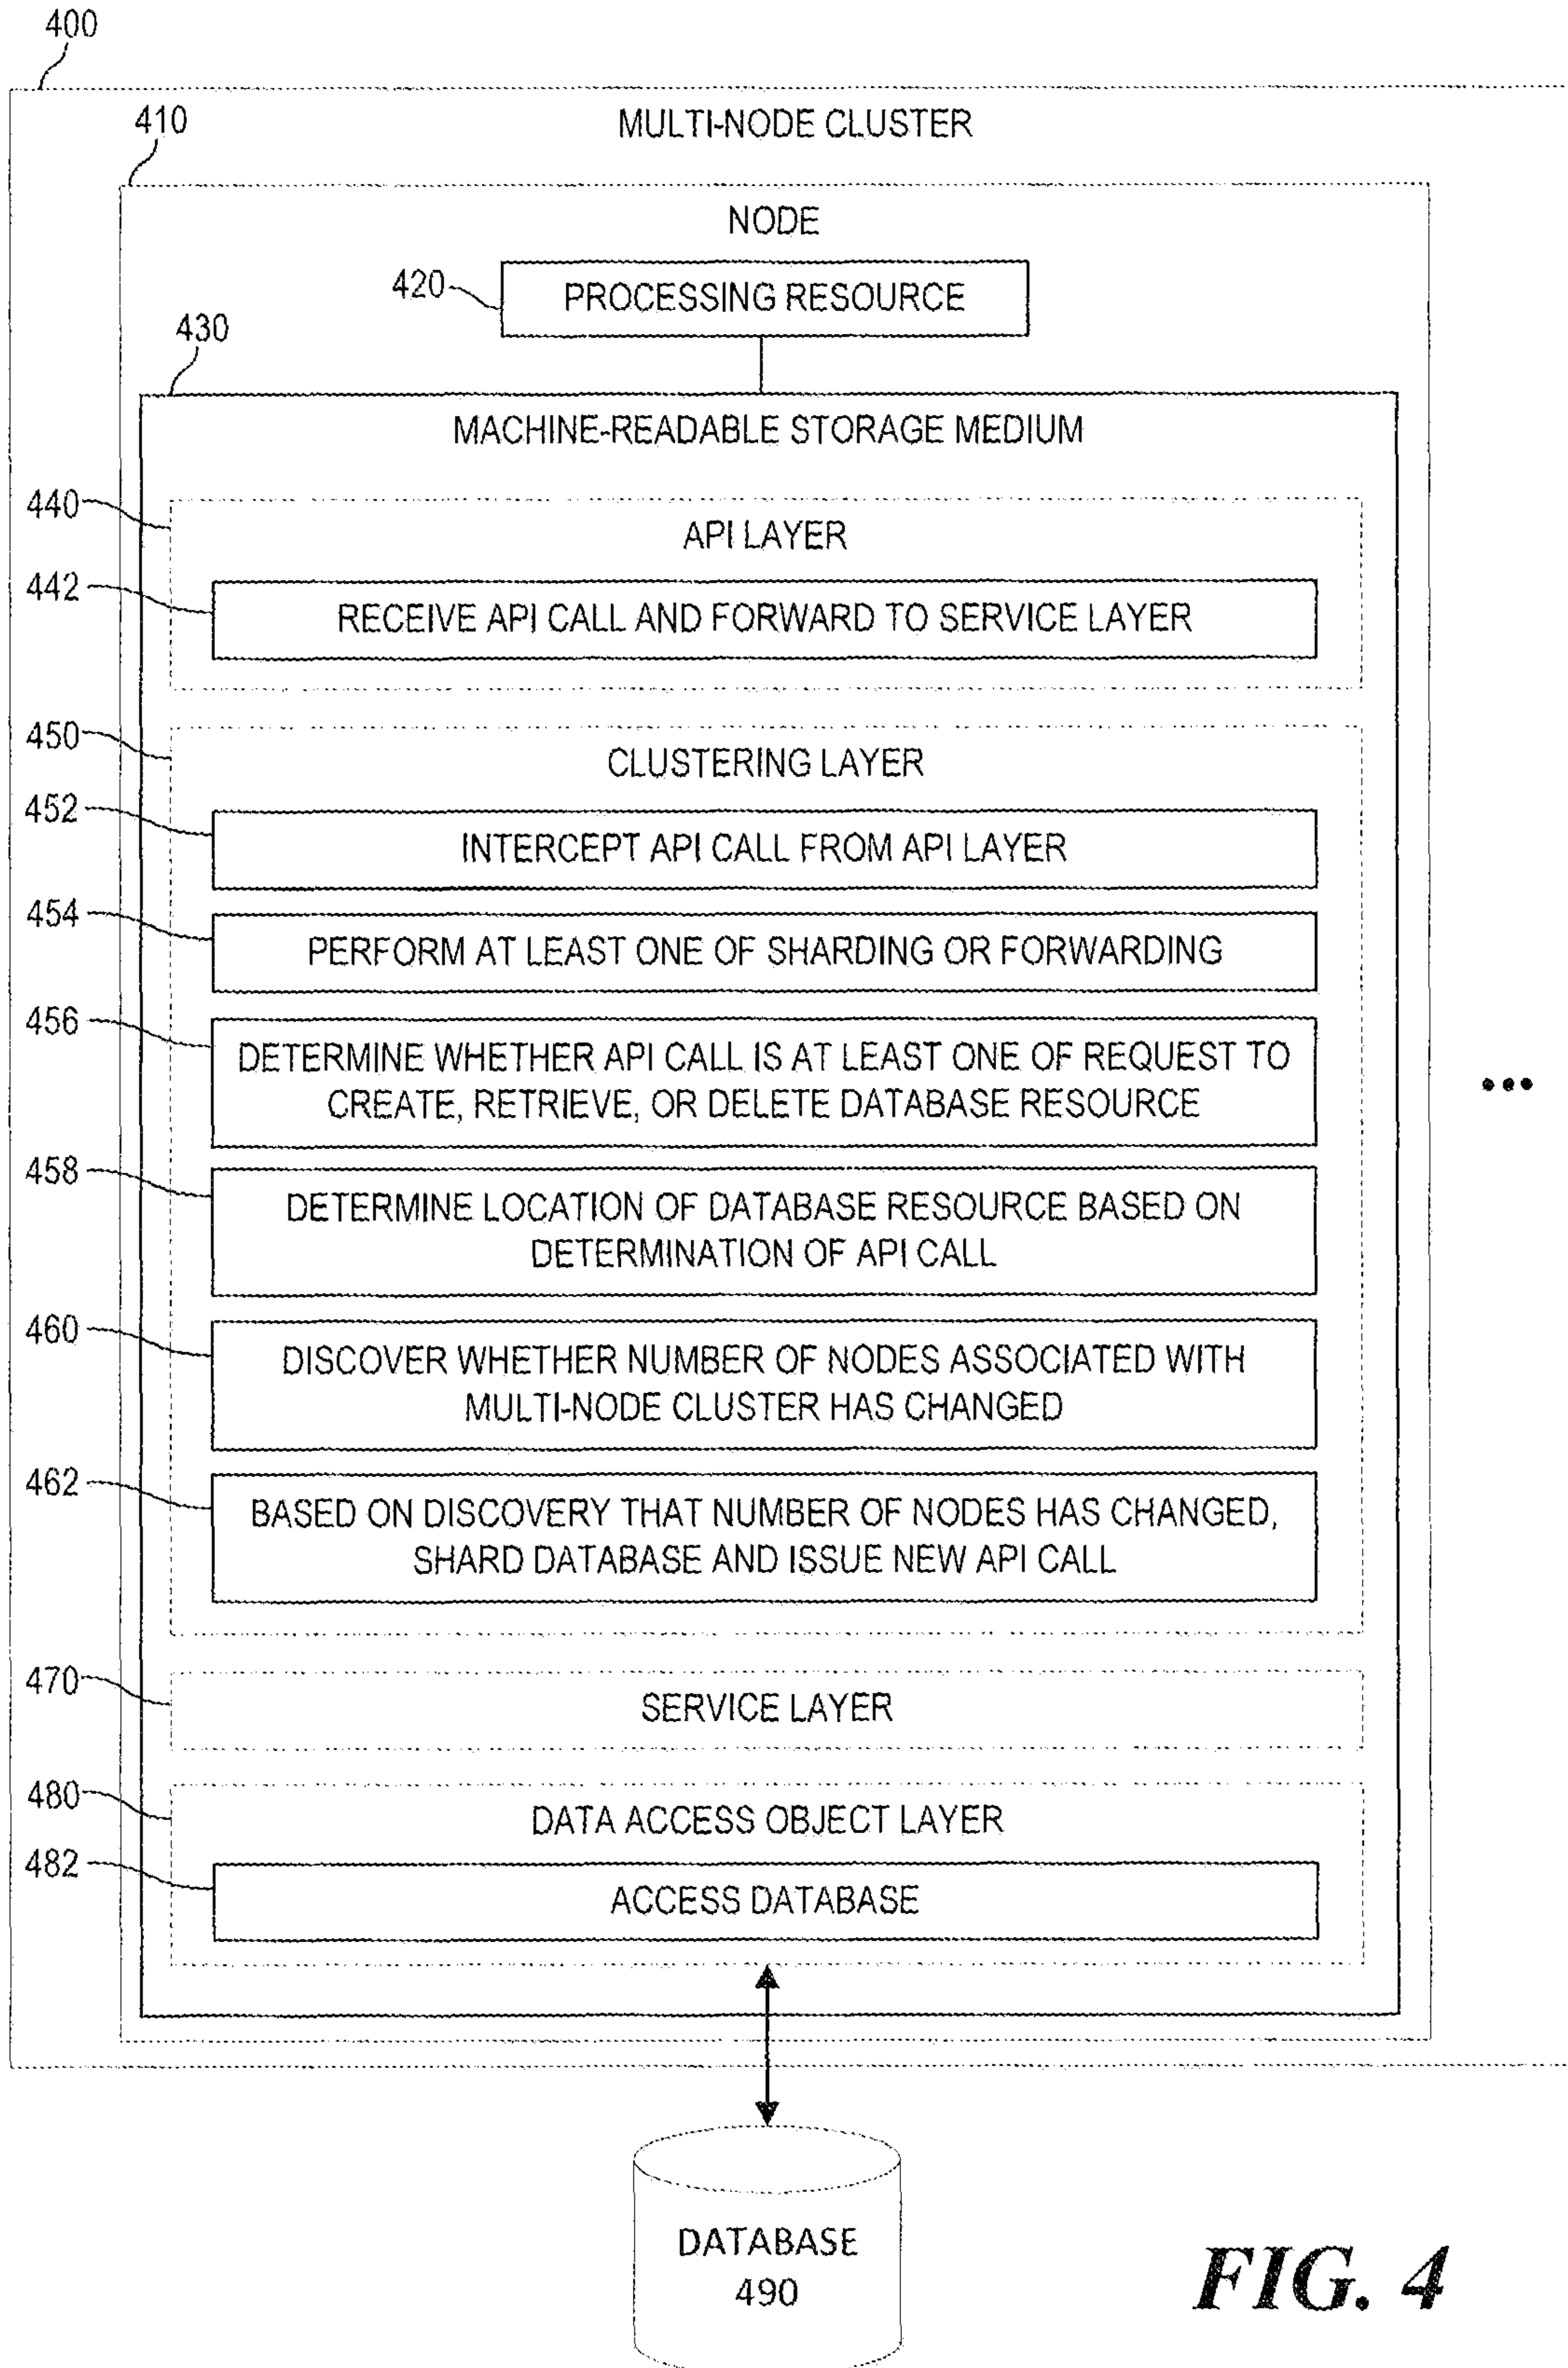 400
MULTI-NODE CLUSTER
410
NODE
420
PROCESSING RESOURCE
430
MACHINE-READABLE STORAGE MEDIUM
440
API LAYER
442
RECEIVE API CALL AND FORWARD TO SERVICE LAYER
450
CLUSTERING LAYER
452
INTERCEPT API CALL FROM API LAYER
454
PERFORM AT LEAST ONE OF SHARDING OR FORWARDING
456
DETERMINE WHETHER API CALL IS AT LEAST ONE OF REQUEST TO
CREATE, RETRIEVE, OR DELETE DATABASE RESOURCE
•••
458
DETERMINE LOCATION OF DATABASE RESOURCE BASED ON
DETERMINATION OF API CALL
460
DISCOVER WHETHER NUMBER OF NODES ASSOCIATED WITH
MULTI-NODE CLUSTER HAS CHANGED
462
BASED ON DISCOVERY THAT NUMBER OF NODES HAS CHANGED,
SHARD DATABASE AND ISSUE NEW API CALL
470
SERVICE LAYER
480
DATA ACCESS OBJECT LAYER
482
ACCESS DATABASE
DATABASE
490
FIG. 4